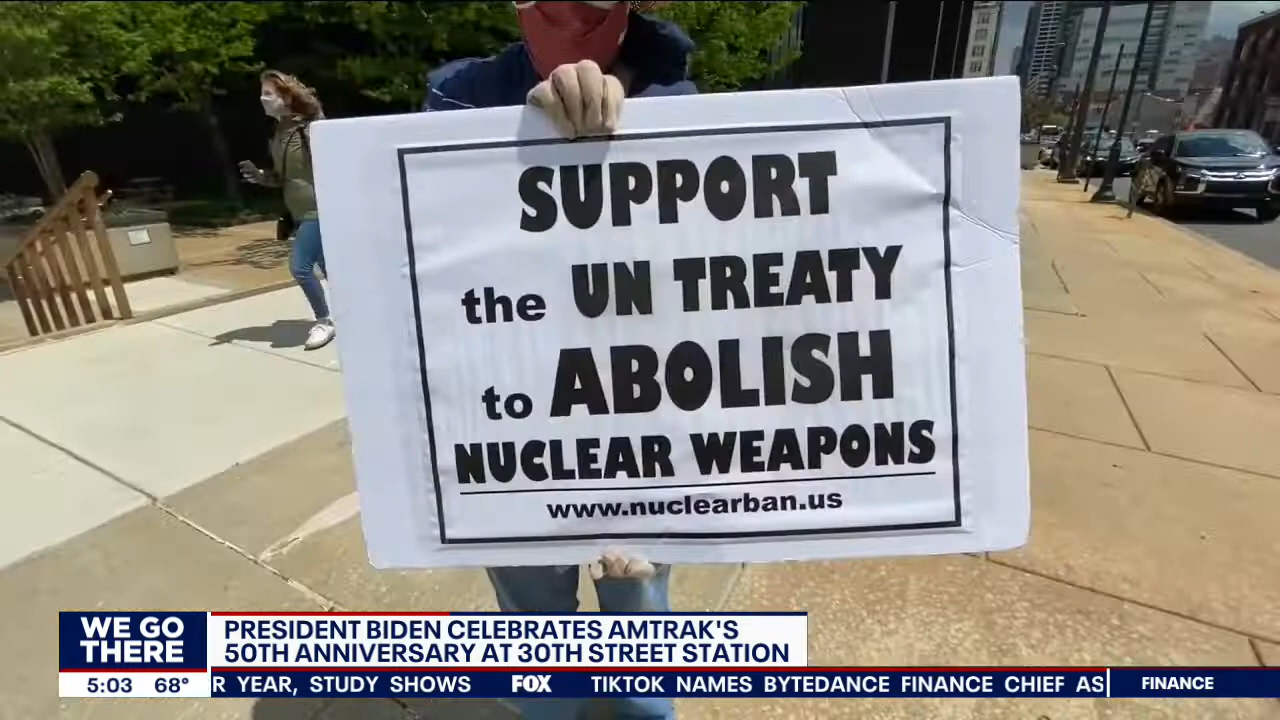 SUPPORT
the UN TREATY
to ABOLISH
NUCLEAR WEAPONS
www.nuclearban.us
WE GO
THERE
PRESIDENT BIDEN CELEBRATES AMTRAK'S
50TH ANNIVERSARY AT 30TH STREET STATION
5:03 68° R YEAR, STUDY SHOWS FOX TIKTOK NAMES BYTEDANCE FINANCE CHIEF AS FINANCE